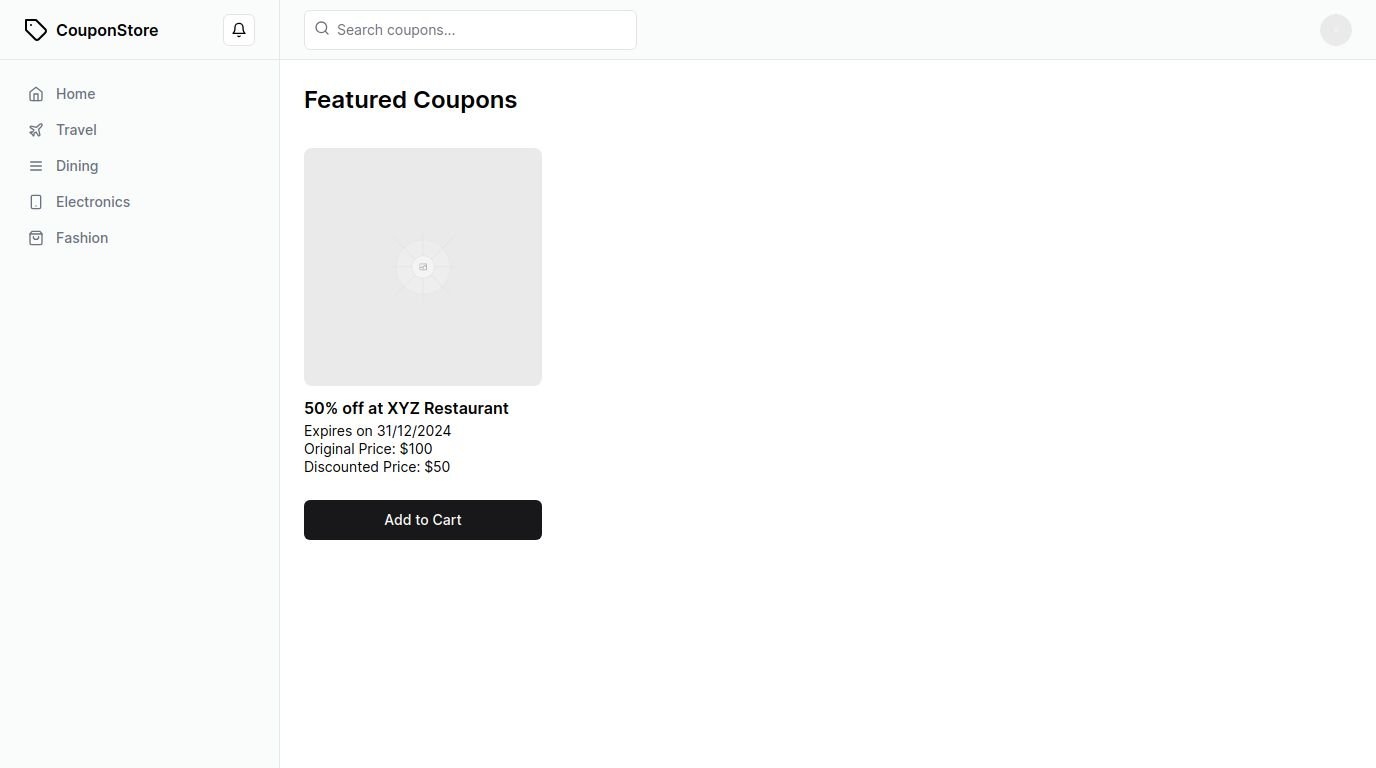 CouponStore
Search coupons...
Home
Travel
Dining
Electronics
Fashion
Featured Coupons
50% off at XYZ Restaurant
Expires on 31/12/2024
Original Price: $100
Discounted Price: $50
Add to Cart